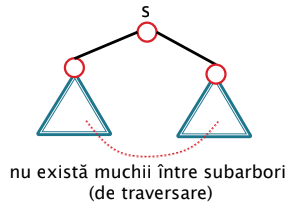 s
nu există muchii între subarbori
(de traversare)